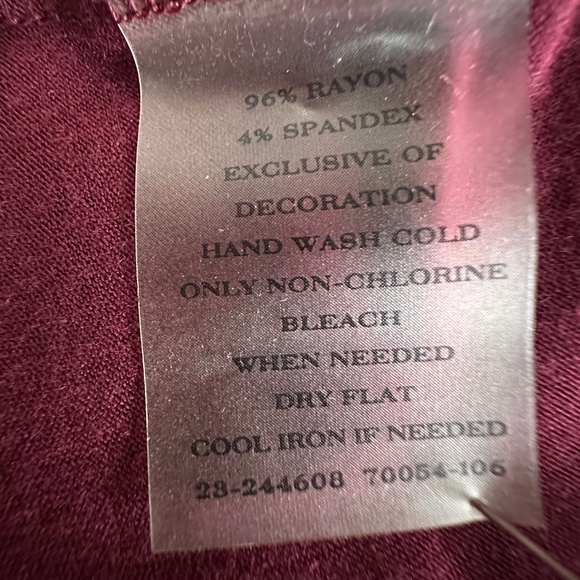 96% RAYON
4% SPANDEX
EXCLUSIVE OF
DECORATION
HAND WASH COLD
ONLY NON-CHLORINE
BLEACH
WHEN NEEDED
DRY FLAT
COOL IRON IF NEEDED
28-244608 70054-106